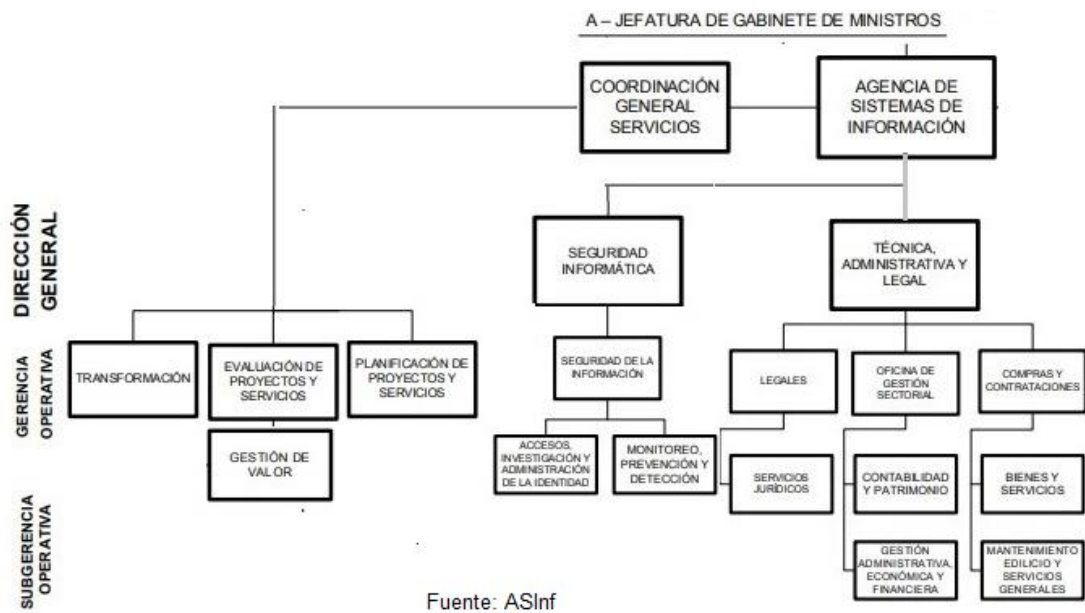 A – JEFATURA DE GABINETE DE MINISTROS
COORDINACIÓN
GENERAL
SERVICIOS
AGENCIA DE
SISTEMAS DE
INFORMACIÓN
DIRECCIÓN
GENERAL
SEGURIDAD
INFORMÁTICA
TÉCNICA,
ADMINISTRATIVA Y
LEGAL
GERENCIA
OPERATIVA
TRANSFORMACIÓN
EVALUACIÓN DE
PROYECTOS Y
SERVICIOS
PLANIFICACIÓN DE
PROYECTOS Y
SERVICIOS
SEGURIDAD DE LA
INFORMACIÓN
LEGALES
OFICINA DE
GESTIÓN
SECTORIAL
COMPRAS Y
CONTRATACIONES
SUBGERENCIA
OPERATIVA
GESTIÓN DE
VALOR
ACCESOS,
INVESTIGACIÓN Y
ADMINISTRACIÓN
DE LA IDENTIDAD
MONITOREO,
PREVENCIÓN Y
DETECCIÓN
SERVICIOS
JURÍDICOS
CONTABILIDAD
Y PATRIMONIO
BIENES Y
SERVICIOS
GESTIÓN
ADMINISTRATIVA,
ECONÓMICA Y
FINANCIERA
MANTENIMIENTO
EDILICIO Y
SERVICIOS
GENERALES
Fuente: ASInf